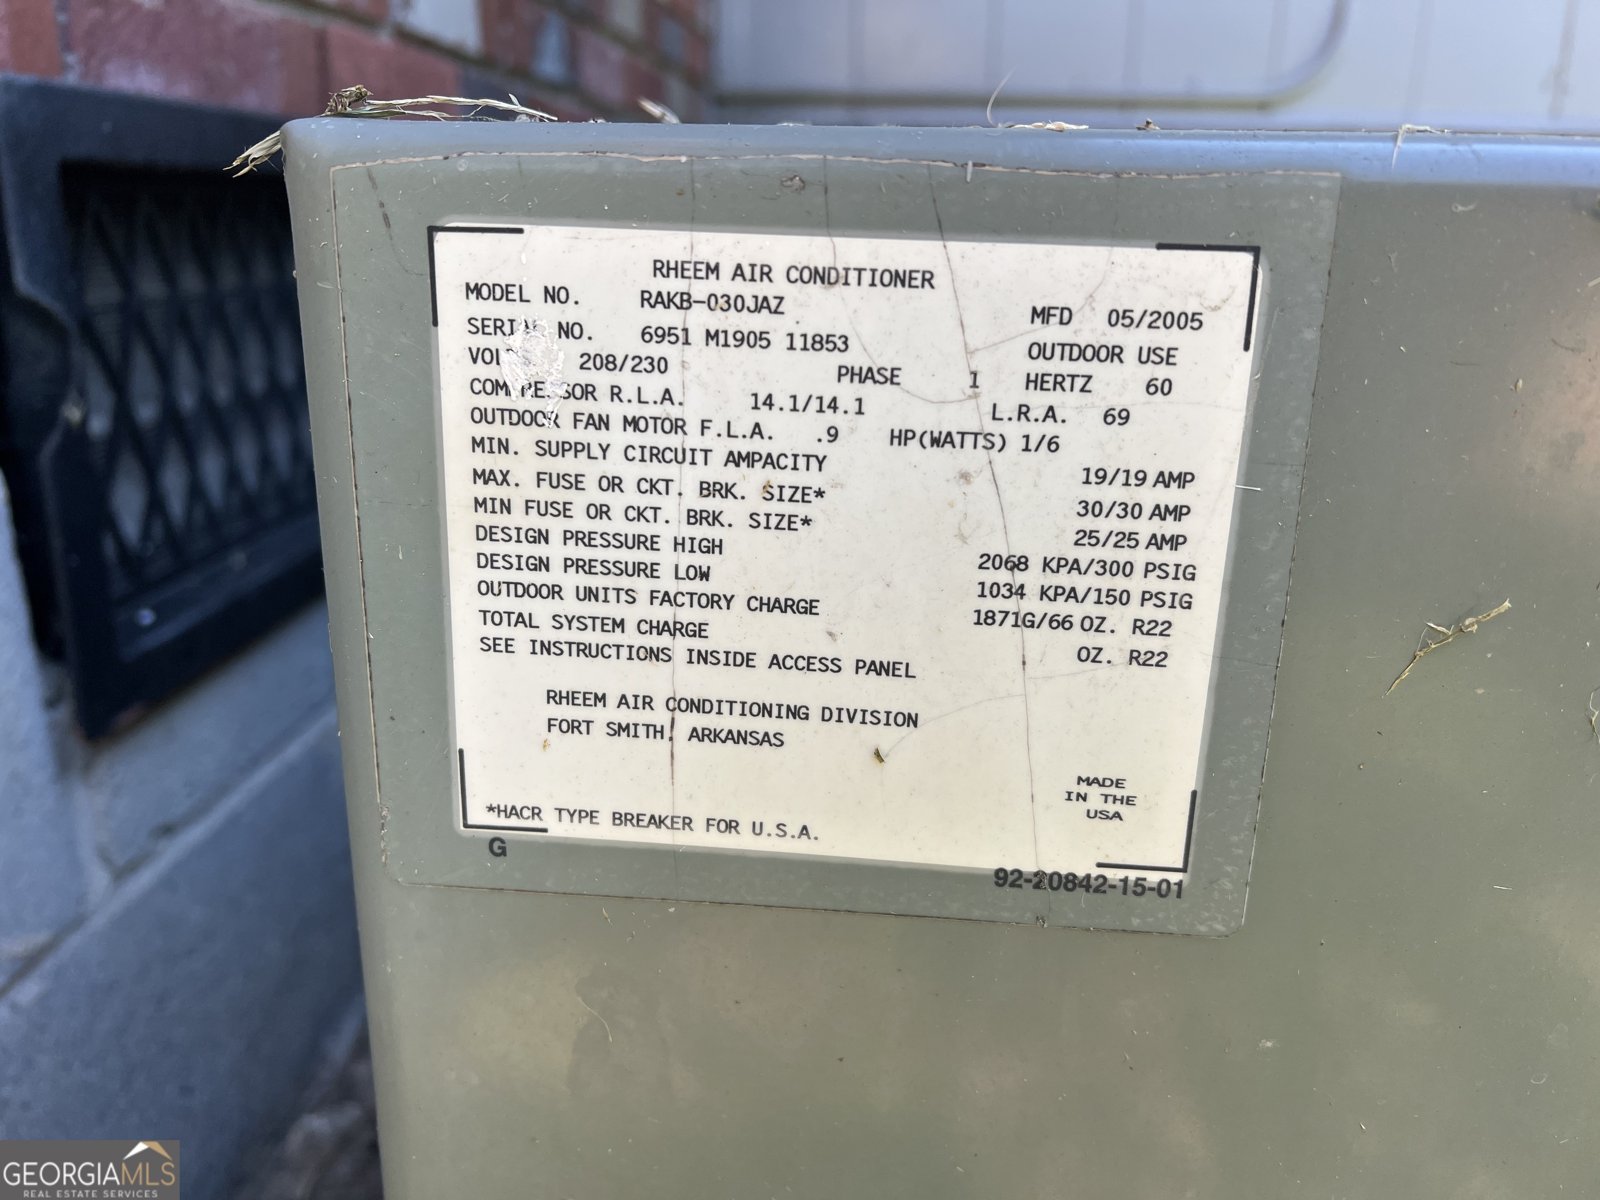 RHEEM AIR CONDITIONER
MODEL NO. RAKB-030JAZ MFD 05/2005
SERIAL NO. 6951 M1905 11853 OUTDOOR USE
VOLTS 208/230 PHASE 1 HERTZ 60
COMPRESSOR R.L.A. 14.1/14.1 L.R.A. 69
OUTDOOR FAN MOTOR F.L.A. .9 HP(WATTS) 1/6
MIN. SUPPLY CIRCUIT AMPACITY 19/19 AMP
MAX. FUSE OR CKT. BRK. SIZE* 30/30 AMP
MIN FUSE OR CKT. BRK. SIZE* 25/25 AMP
DESIGN PRESSURE HIGH 2068 KPA/300 PSIG
DESIGN PRESSURE LOW 1034 KPA/150 PSIG
OUTDOOR UNITS FACTORY CHARGE 1871G/66 OZ. R22
TOTAL SYSTEM CHARGE OZ. R22
SEE INSTRUCTIONS INSIDE ACCESS PANEL
RHEEM AIR CONDITIONING DIVISION
FORT SMITH, ARKANSAS
MADE
IN THE
USA
*HACR TYPE BREAKER FOR U.S.A.
G
92-20842-15-01
GEORGIAMLS
REAL ESTATE SERVICES